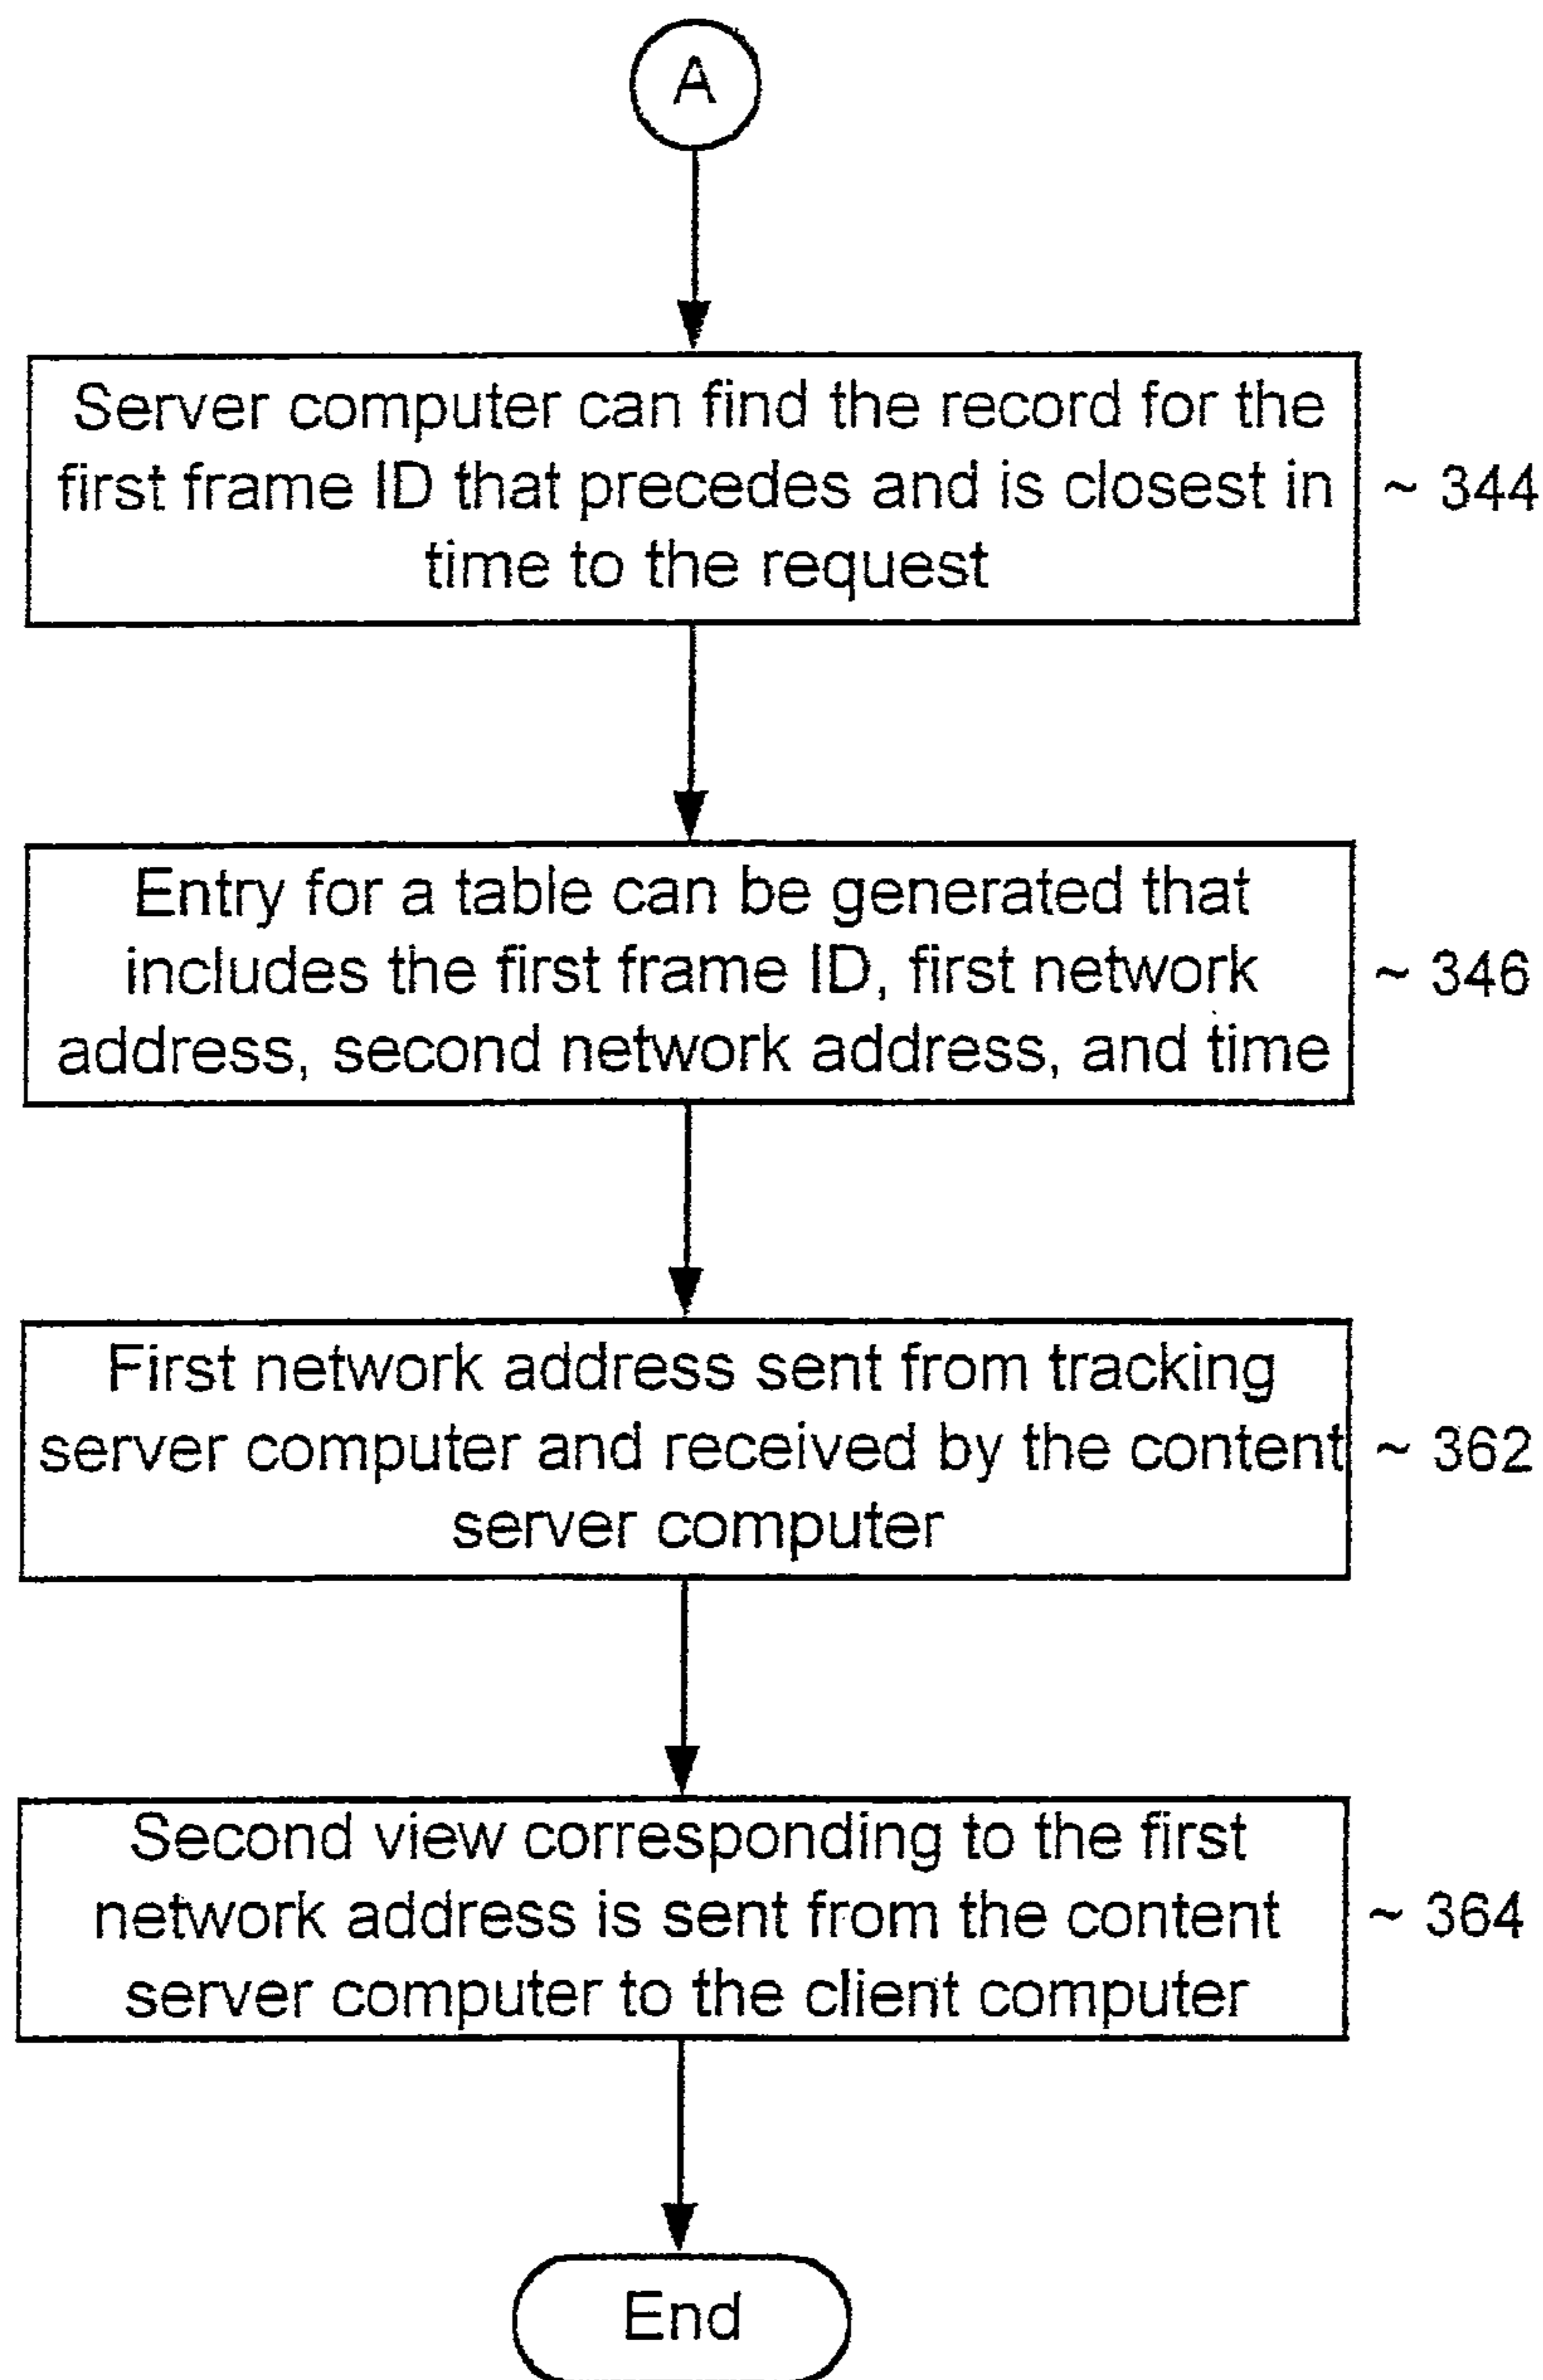 A
Server computer can find the record for the
first frame ID that precedes and is closest in
time to the request
~ 344
Entry for a table can be generated that
includes the first frame ID, first network
address, second network address, and time
~ 346
First network address sent from tracking
server computer and received by the content
server computer
~ 362
Second view corresponding to the first
network address is sent from the content
server computer to the client computer
~ 364
End